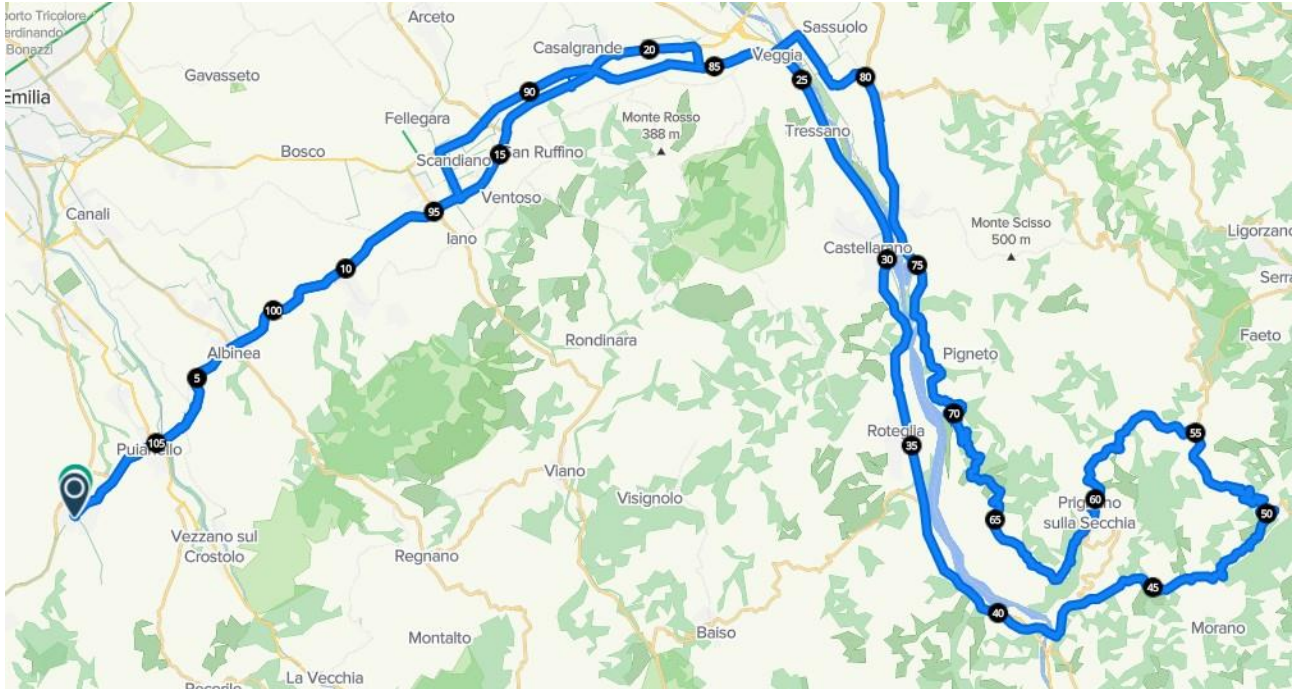 porto Tricolore
erdinando
Bonazzi
Emilia
Gavasseto
Arceto
Casalgrande
20
Veggia
Sassuolo
85
25
80
90
Fellegara
Monte Rosso
388 m
Tressano
Bosco
Scandiano
15
San Ruffino
Canali
Ventoso
95
Iano
Monte Scisso
500 m
Ligorzano
Castellarano
30
75
Serra
10
100
Rondinara
Faeto
Albinea
Pigneto
5
70
55
105
Puianello
Roteglia
35
Viano
Visignolo
60
Prignano
sulla Secchia
50
65
Vezzano sul
Crostolo
Regnano
45
40
Morano
Montalto
Baiso
La Vecchia